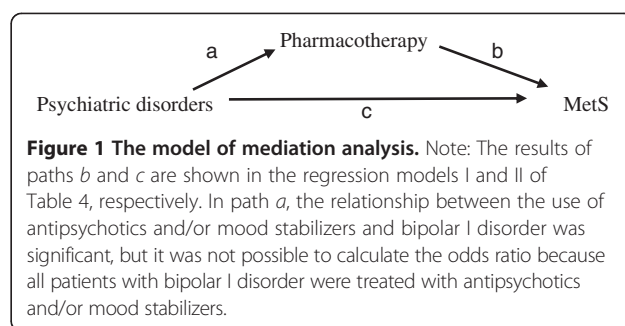 Pharmacotherapy
a
b
Psychiatric disorders
MetS
c
Figure 1 The model of mediation analysis. Note: The results of
paths b and c are shown in the regression models I and II of
Table 4, respectively. In path a, the relationship between the use of
antipsychotics and/or mood stabilizers and bipolar I disorder was
significant, but it was not possible to calculate the odds ratio because
all patients with bipolar I disorder were treated with antipsychotics
and/or mood stabilizers.